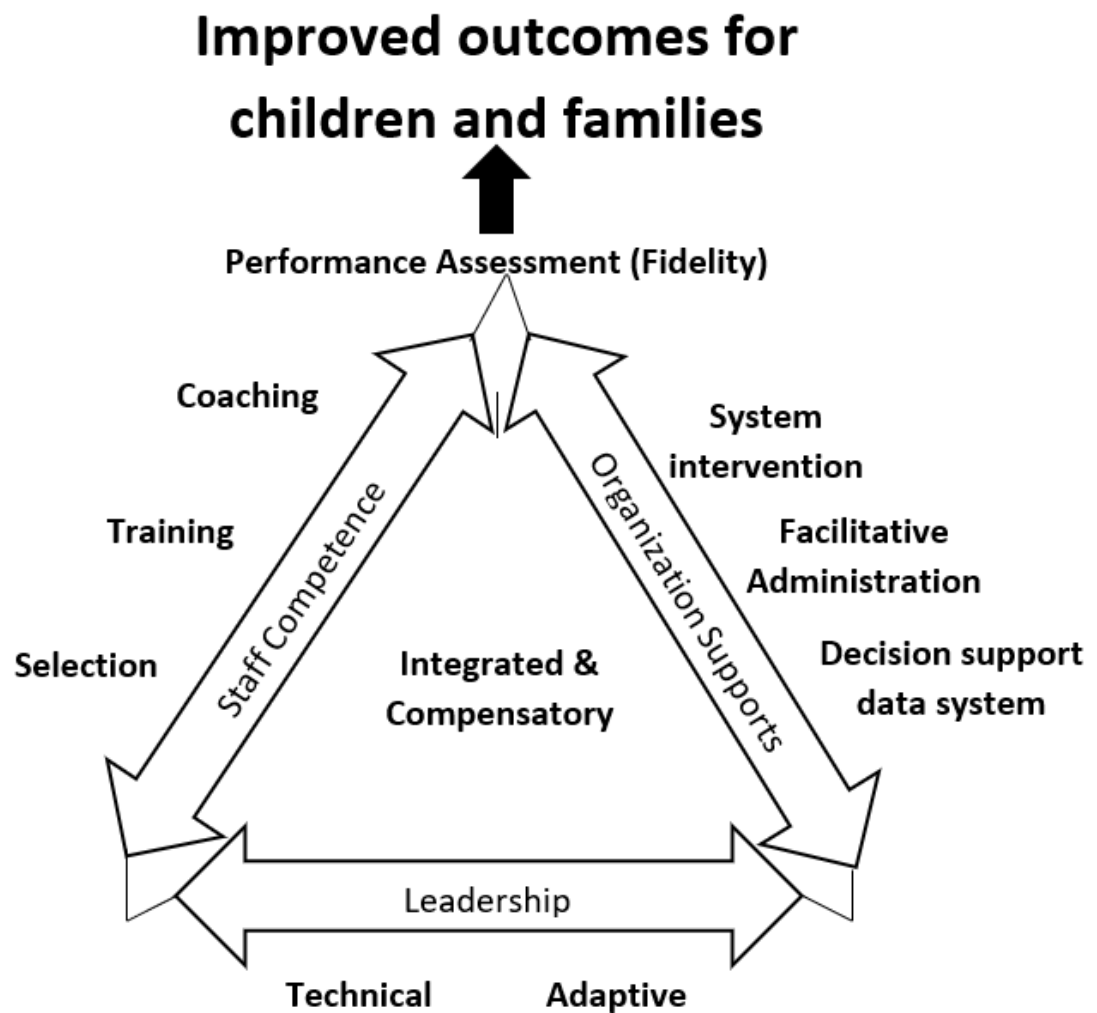 Improved outcomes for
children and families
Performance Assessment (Fidelity)
Coaching
Training
Selection
Staff Competence
Organization Supports
System
intervention
Facilitative
Administration
Decision support
data system
Integrated &
Compensatory
Leadership
Technical
Adaptive